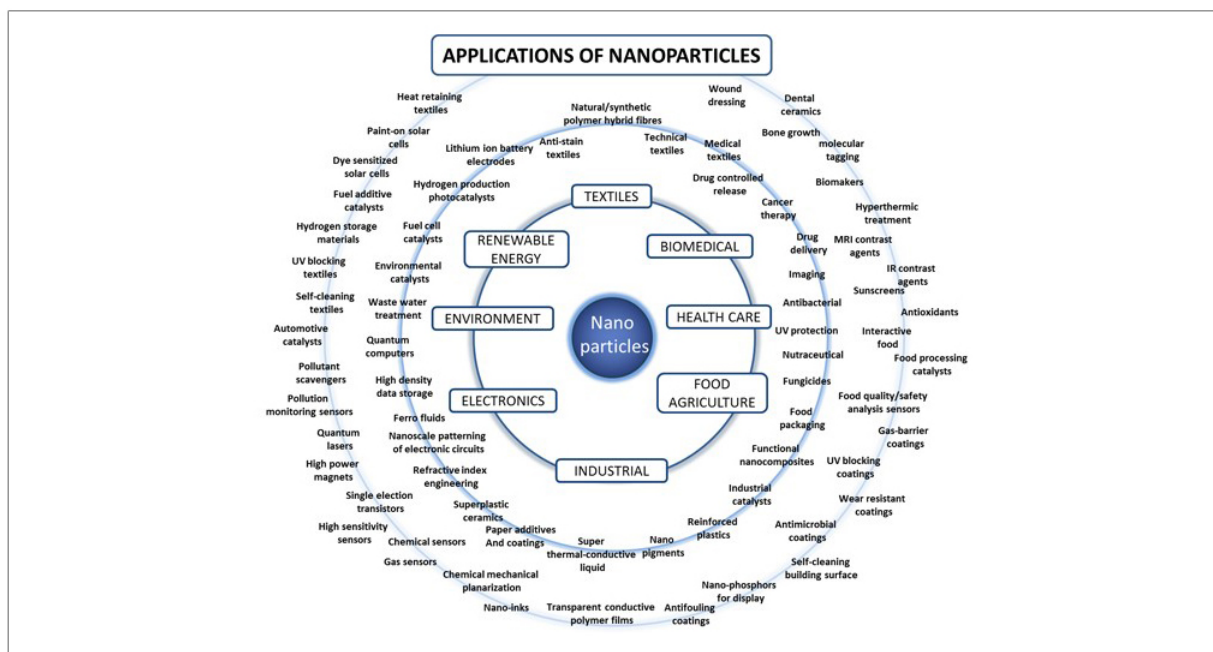 APPLICATIONS OF NANOPARTICLES
Heat retaining
textiles
Natural/synthetic
polymer hybrid fibres
Wound
dressing
Dental
ceramics
Paint-on solar
cells
Lithium ion battery
electrodes
Anti-stain
textiles
Technical
textiles
Medical
textiles
Bone growth
molecular
tagging
Dye sensitized
solar cells
Hydrogen production
photocatalysts
Drug controlled
release
Biomakers
Fuel additive
catalysts
TEXTILES
Cancer
therapy
Hyperthermic
treatment
Hydrogen storage
materials
Fuel cell
catalysts
RENEWABLE
ENERGY
BIOMEDICAL
Drug
delivery
MRI contrast
agents
UV blocking
textiles
Environmental
catalysts
Imaging
IR contrast
agents
Sunscreens
Self-cleaning
textiles
Waste water
treatment
ENVIRONMENT
Nano
particles
HEALTH CARE
Antibacterial
Antioxidants
Automotive
catalysts
Quantum
computers
UV protection
Interactive
food
Nutraceutical
Food processing
catalysts
Pollutant
scavengers
High density
data storage
FOOD
AGRICULTURE
Fungicides
Pollution
monitoring sensors
ELECTRONICS
Food quality/safety
analysis sensors
Ferro fluids
Food
packaging
Quantum
lasers
Nanoscale patterning
of electronic circuits
Gas-barrier
coatings
Functional
nanocomposites
High power
magnets
Refractive index
engineering
INDUSTRIAL
UV blocking
coatings
Single election
transistors
Superplastic
ceramics
Industrial
catalysts
Wear resistant
coatings
High sensitivity
sensors
Chemical sensors
Paper additives
And coatings
Super
thermal-conductive
liquid
Nano
pigments
Reinforced
plastics
Antimicrobial
coatings
Gas sensors
Chemical mechanical
planarization
Self-cleaning
building surface
Nano-phosphors
for display
Nano-inks
Transparent conductive
polymer films
Antifouling
coatings